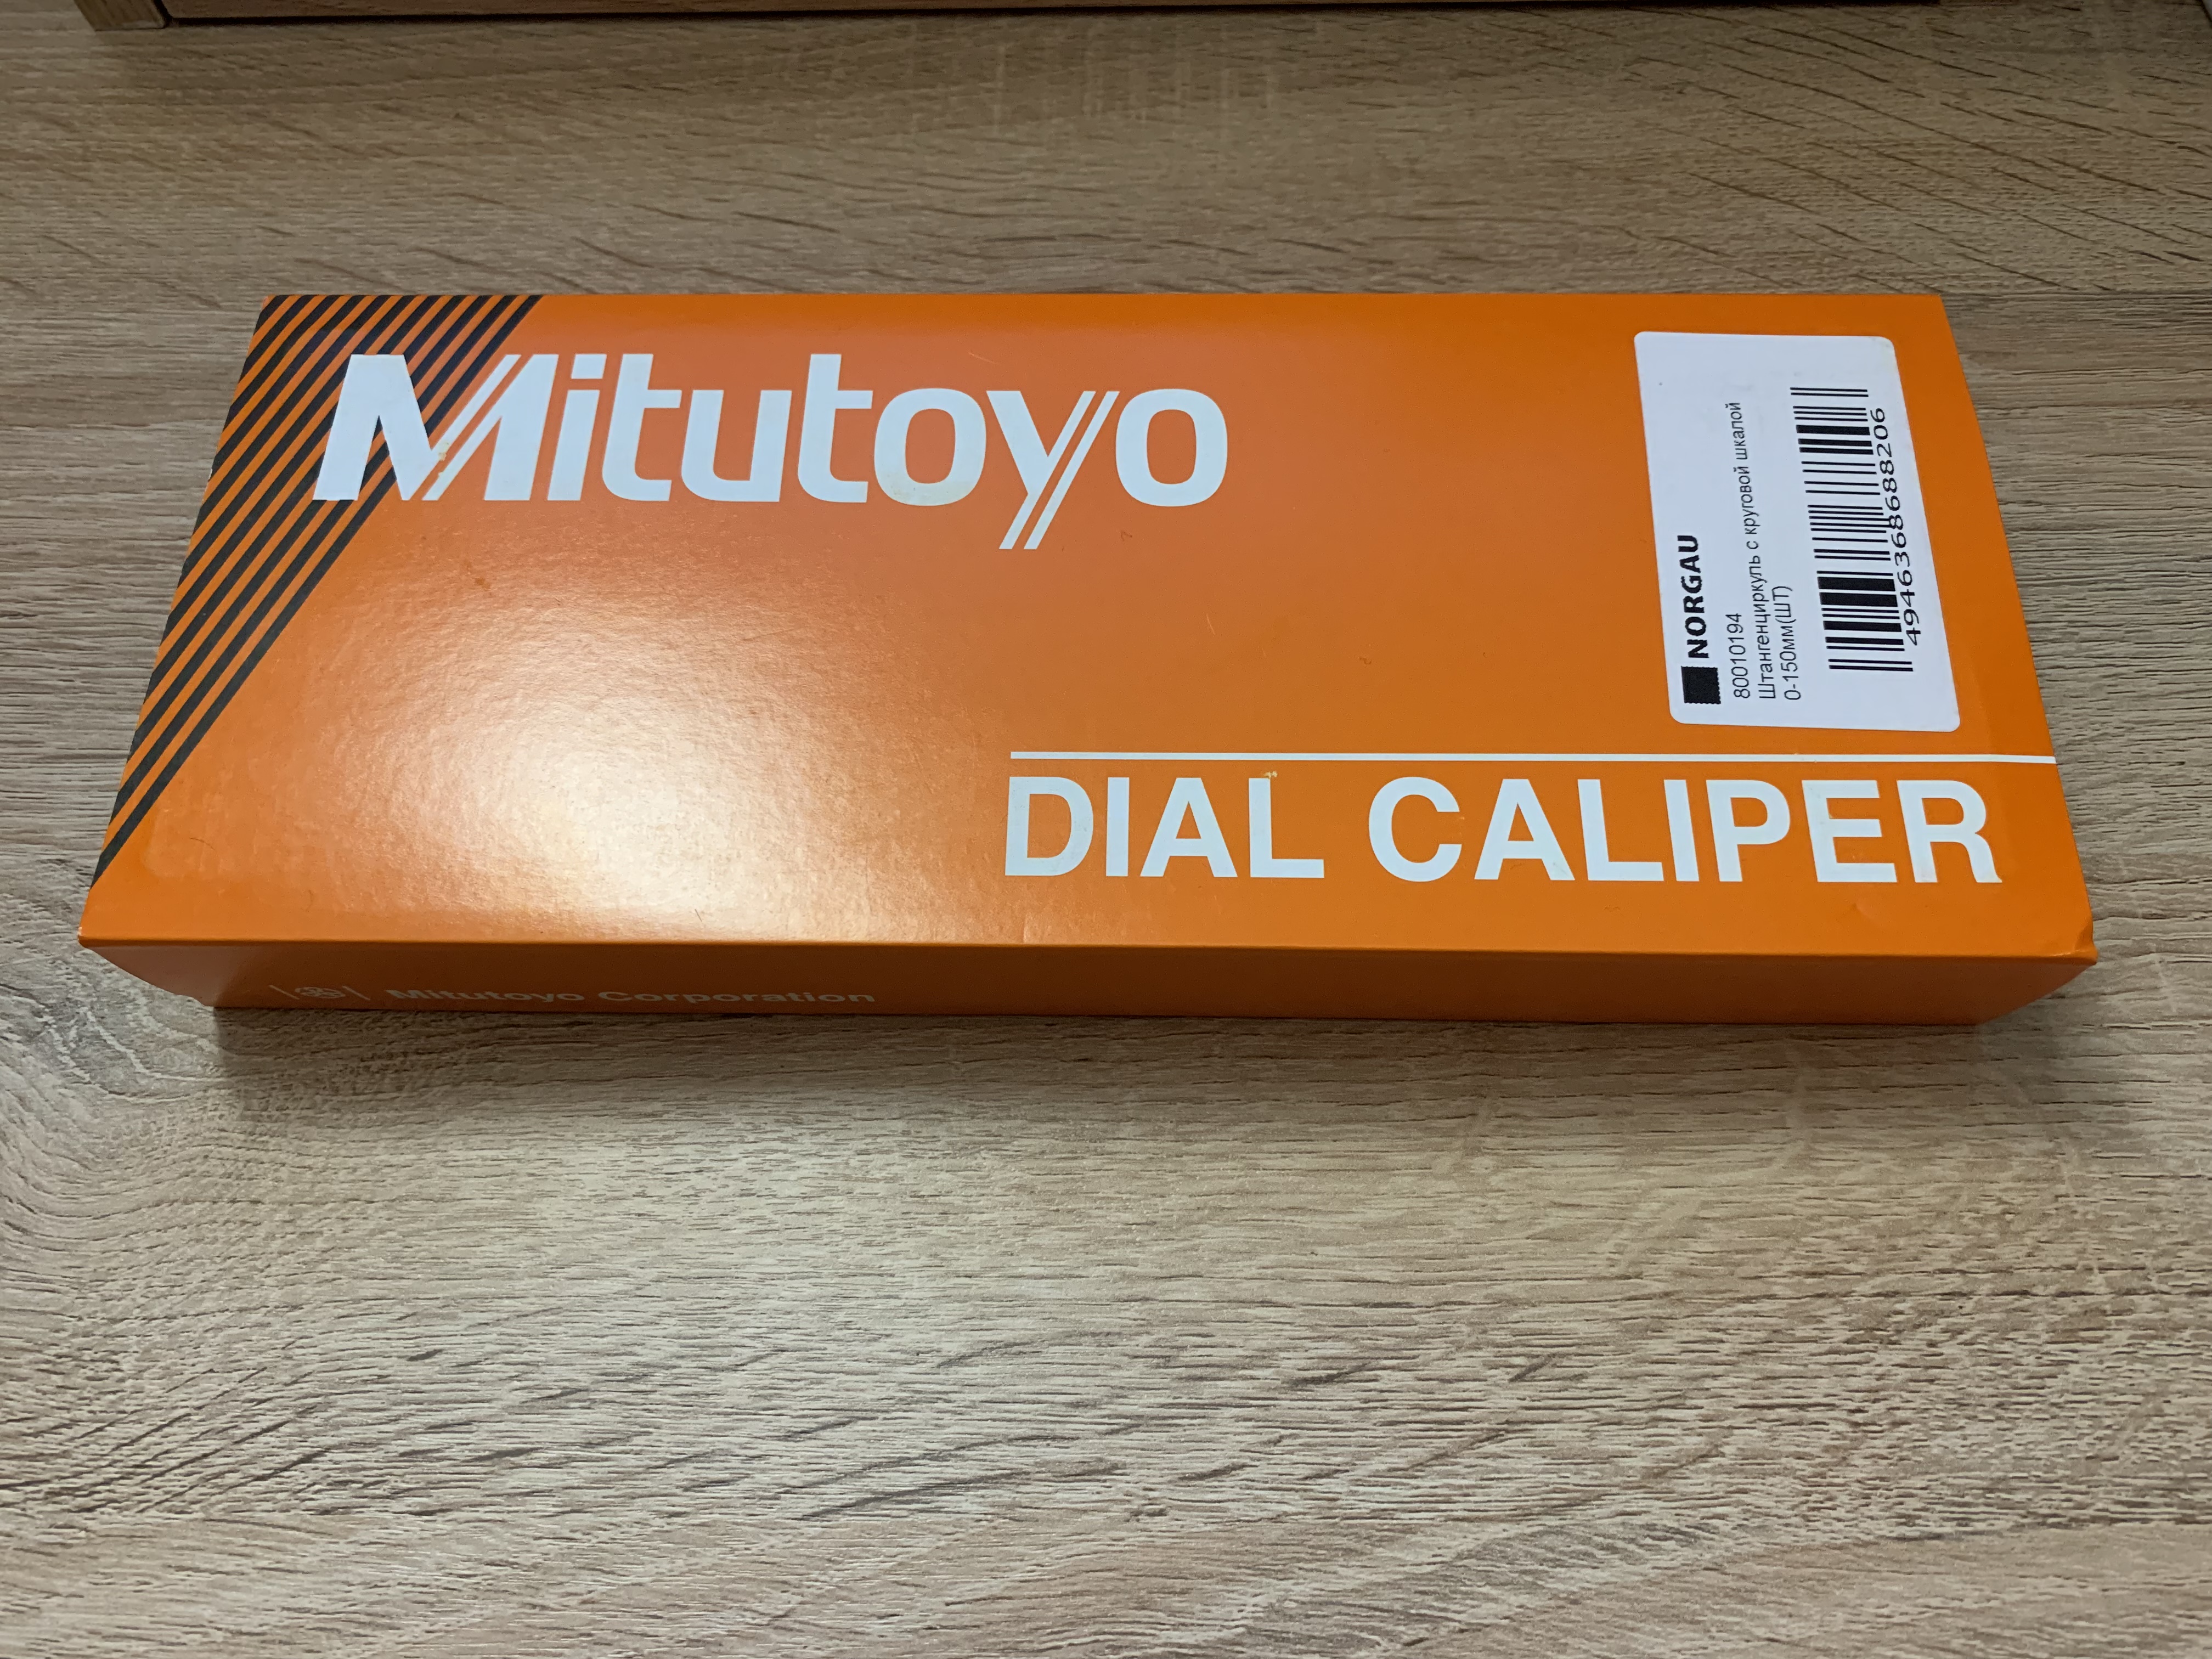 Mitutoyo
NORGAU
80010194
Штангенциркуль с круговой шкалой
0-150мм(ШТ)
4946368688206
DIAL CALIPER
Mitutoyo Corporation